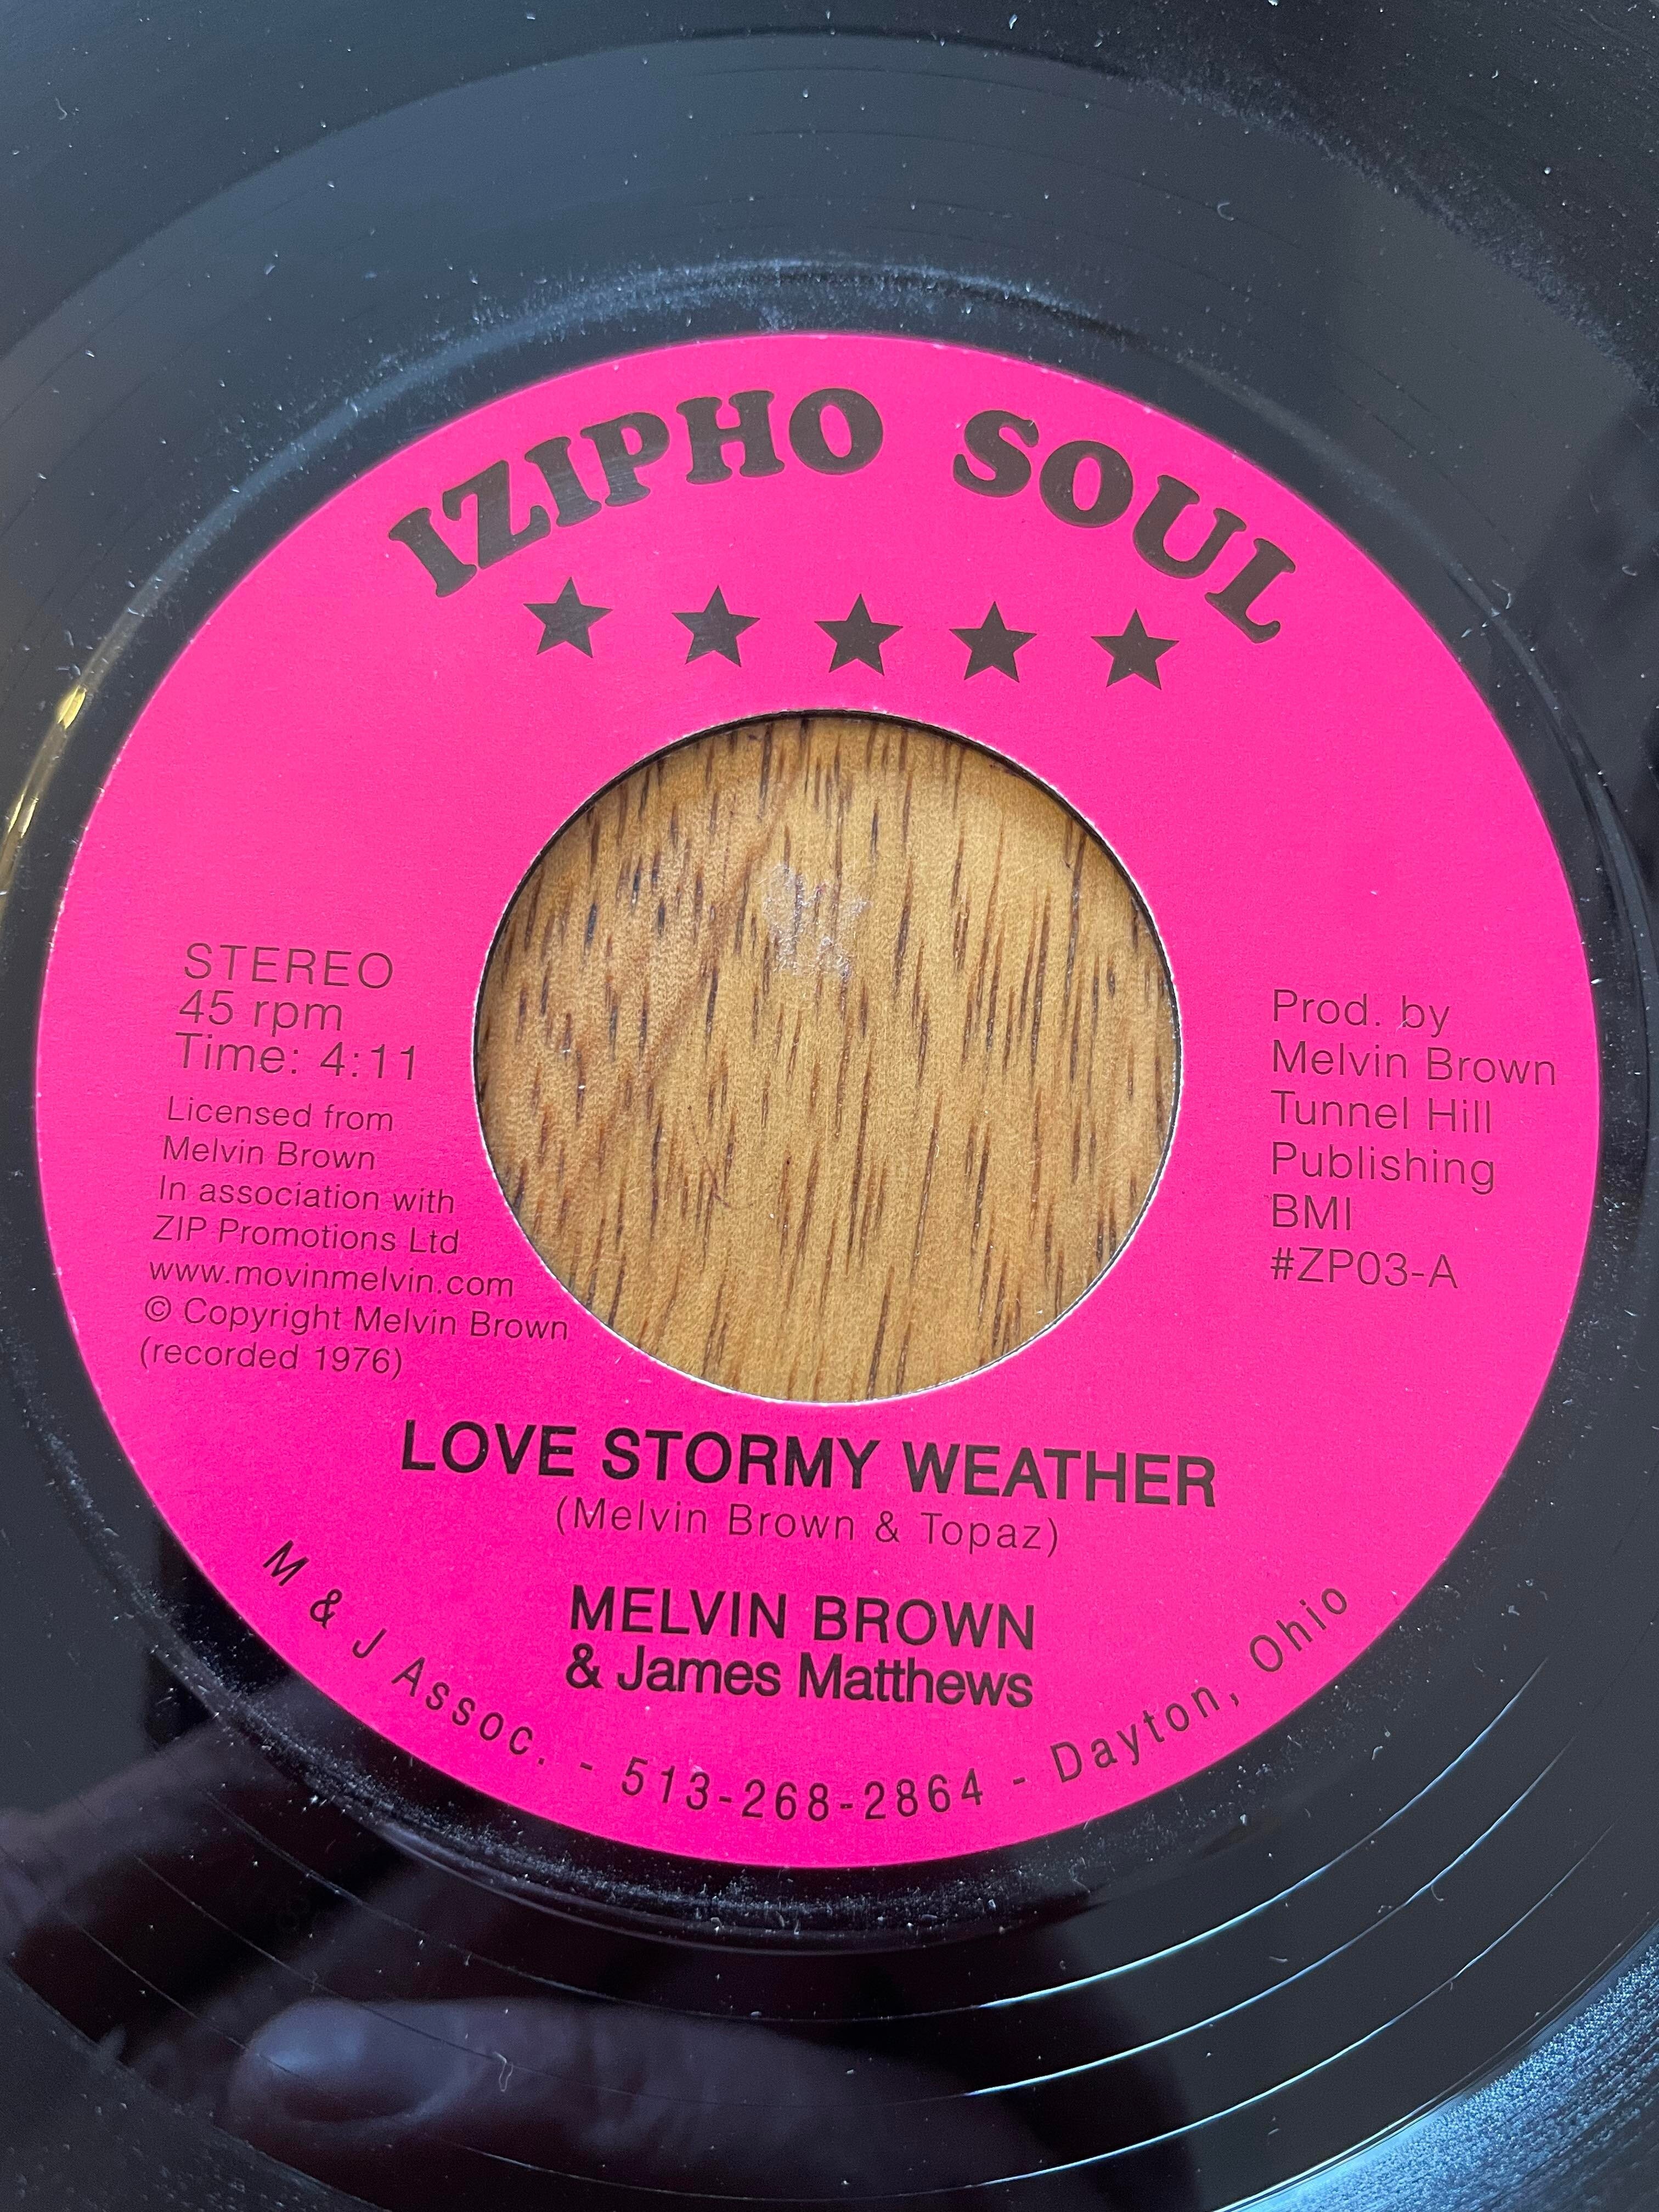 IZIPHO SOUL
STEREO
45 rpm
Time: 4:11
Licensed from
Melvin Brown
In association with
ZIP Promotions Ltd
www.movinmelvin.com
© Copyright Melvin Brown
(recorded 1976)
Prod. by
Melvin Brown
Tunnel Hill
Publishing
BMI
#ZP03-A
LOVE STORMY WEATHER
(Melvin Brown & Topaz)
MELVIN BROWN
& James Matthews
M & J Assoc. - 513-268-2864 - Dayton, Ohio